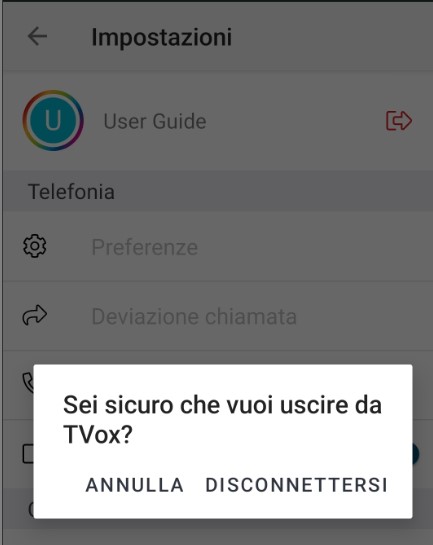 Impostazioni
U
User Guide
Telefonia
Preferenze
Deviazione chiamata
Sei sicuro che vuoi uscire da
TVox?
ANNULLA DISCONNETTERSI